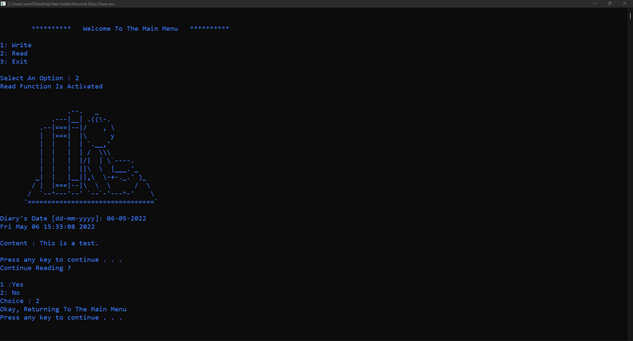 C:\Users\asmit\Desktop\New folder\Personal Diary\Diary.exe
********** Welcome To The Main Menu **********
1: Write
2: Read
3: Exit
Select An Option : 2
Read Function Is Activated
Diary's Date [dd-mm-yyyy]: 06-05-2022
Fri May 06 15:33:08 2022
Content : This is a test.
Press any key to continue . . .
Continue Reading ?
1 :Yes
2: No
Choice : 2
Okay, Returning To The Main Menu
Press any key to continue . . .